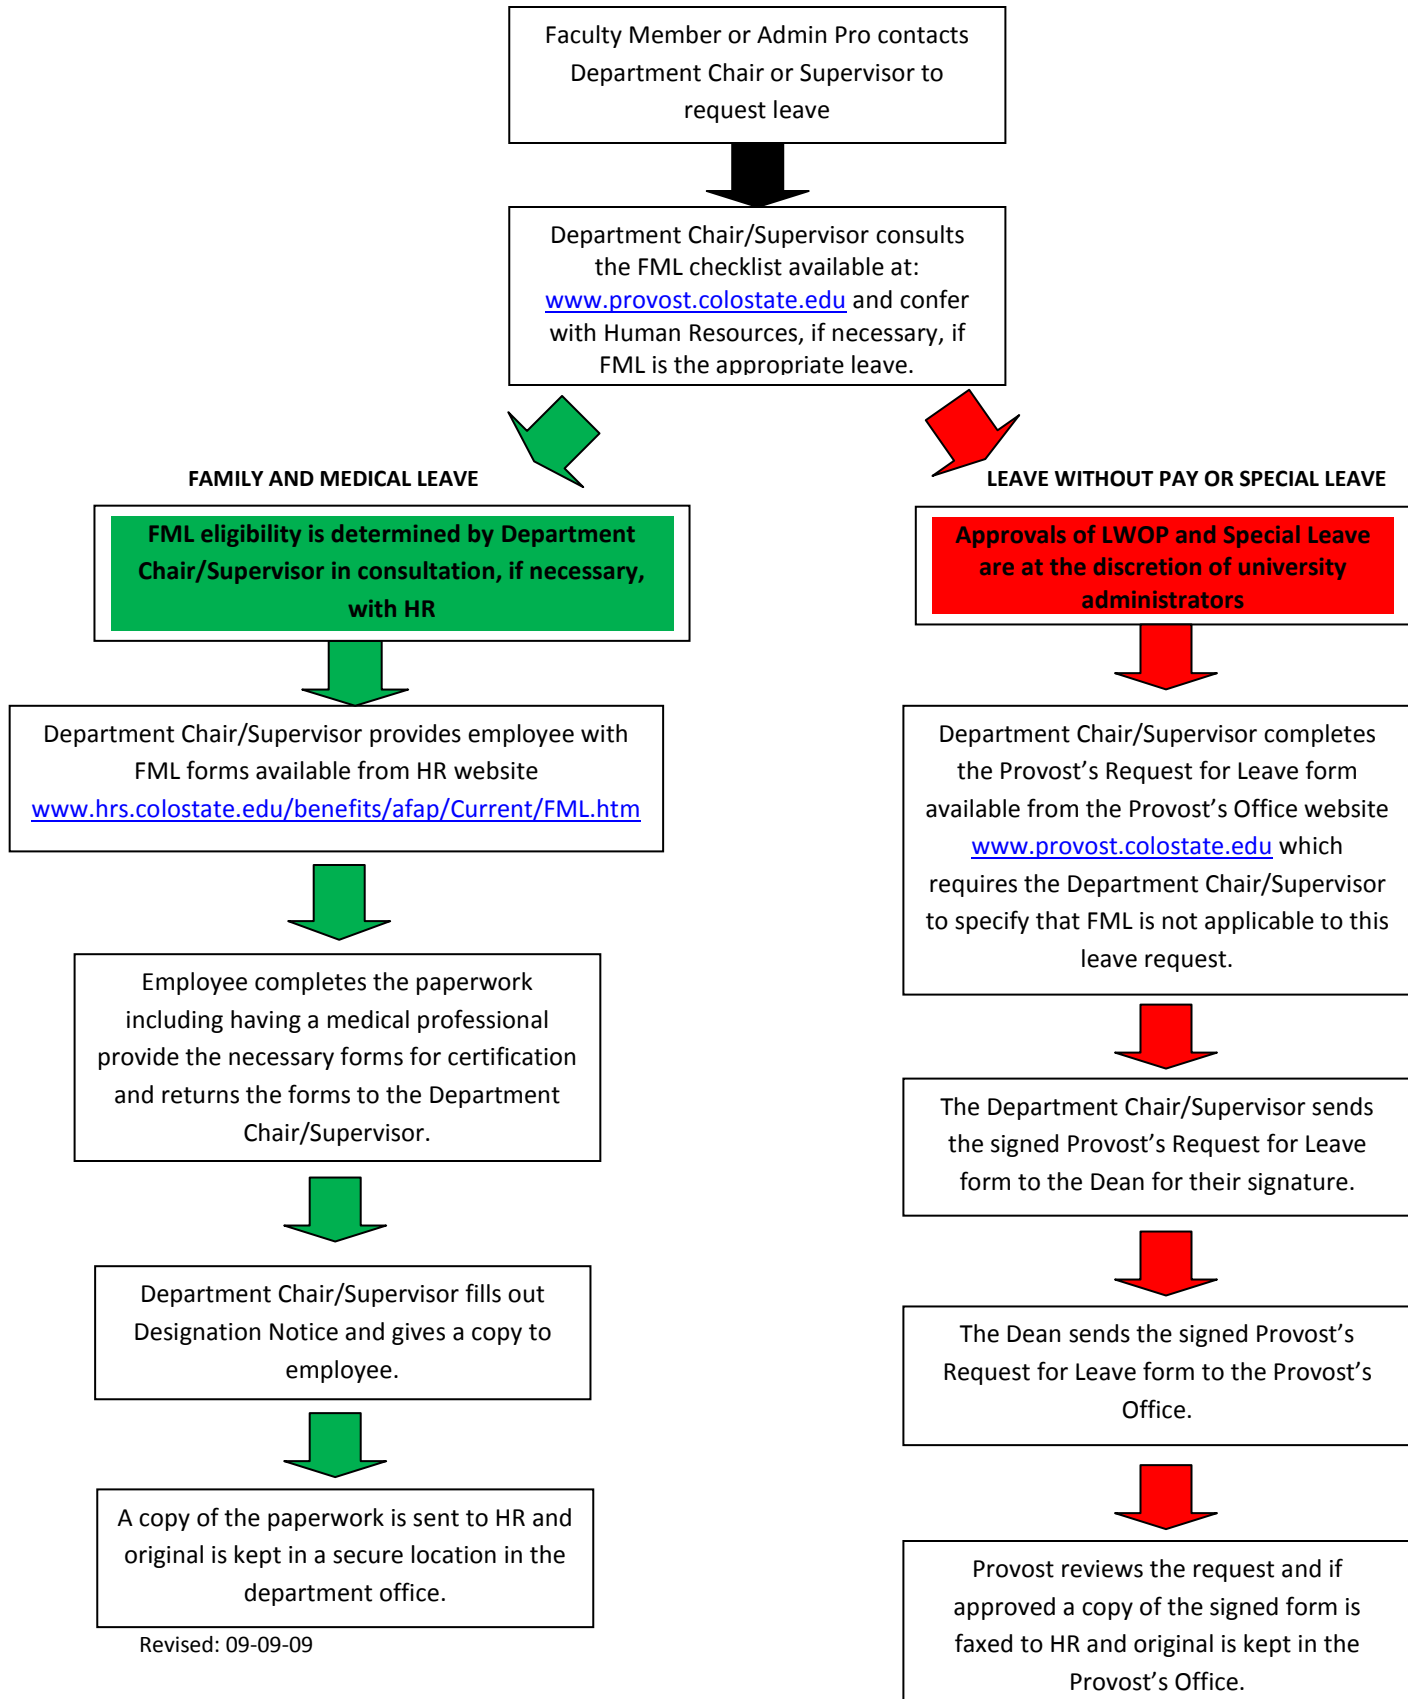 Faculty Member or Admin Pro contacts
Department Chair or Supervisor to
request leave
Department Chair/Supervisor consults
the FML checklist available at:
www.provost.colostate.edu and confer
with Human Resources, if necessary, if
FML is the appropriate leave.
FAMILY AND MEDICAL LEAVE
FML eligibility is determined by Department
Chair/Supervisor in consultation, if necessary,
with HR
Department Chair/Supervisor provides employee with
FML forms available from HR website
www.hrs.colostate.edu/benefits/afap/Current/FML.htm
Employee completes the paperwork
including having a medical professional
provide the necessary forms for certification
and returns the forms to the Department
Chair/Supervisor.
Department Chair/Supervisor fills out
Designation Notice and gives a copy to
employee.
A copy of the paperwork is sent to HR and
original is kept in a secure location in the
department office.
Revised: 09-09-09
LEAVE WITHOUT PAY OR SPECIAL LEAVE
Approvals of LWOP and Special Leave
are at the discretion of university
administrators
Department Chair/Supervisor completes
the Provost’s Request for Leave form
available from the Provost’s Office website
www.provost.colostate.edu which
requires the Department Chair/Supervisor
to specify that FML is not applicable to this
leave request.
The Department Chair/Supervisor sends
the signed Provost’s Request for Leave
form to the Dean for their signature.
The Dean sends the signed Provost’s
Request for Leave form to the Provost’s
Office.
Provost reviews the request and if
approved a copy of the signed form is
faxed to HR and original is kept in the
Provost’s Office.